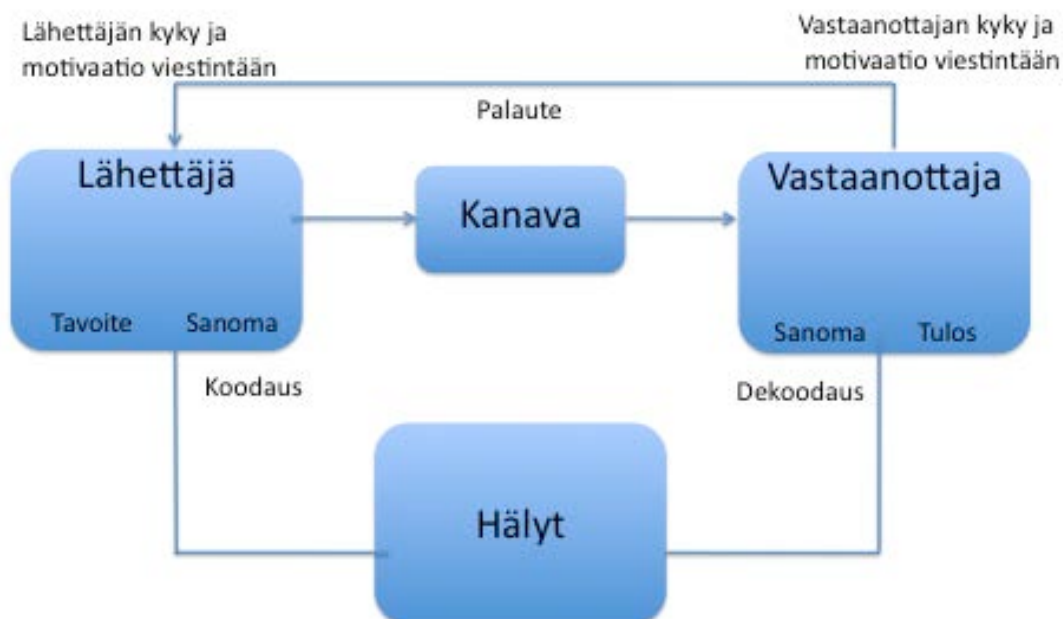 Lähettäjän kyky ja
motivaatio viestintään
Vastaanottajan kyky ja
motivaatio viestintään
Palaute
Lähettäjä
Kanava
Vastaanottaja
Tavoite Sanoma
Sanoma Tulos
Koodaus
Dekoodaus
Hälyt